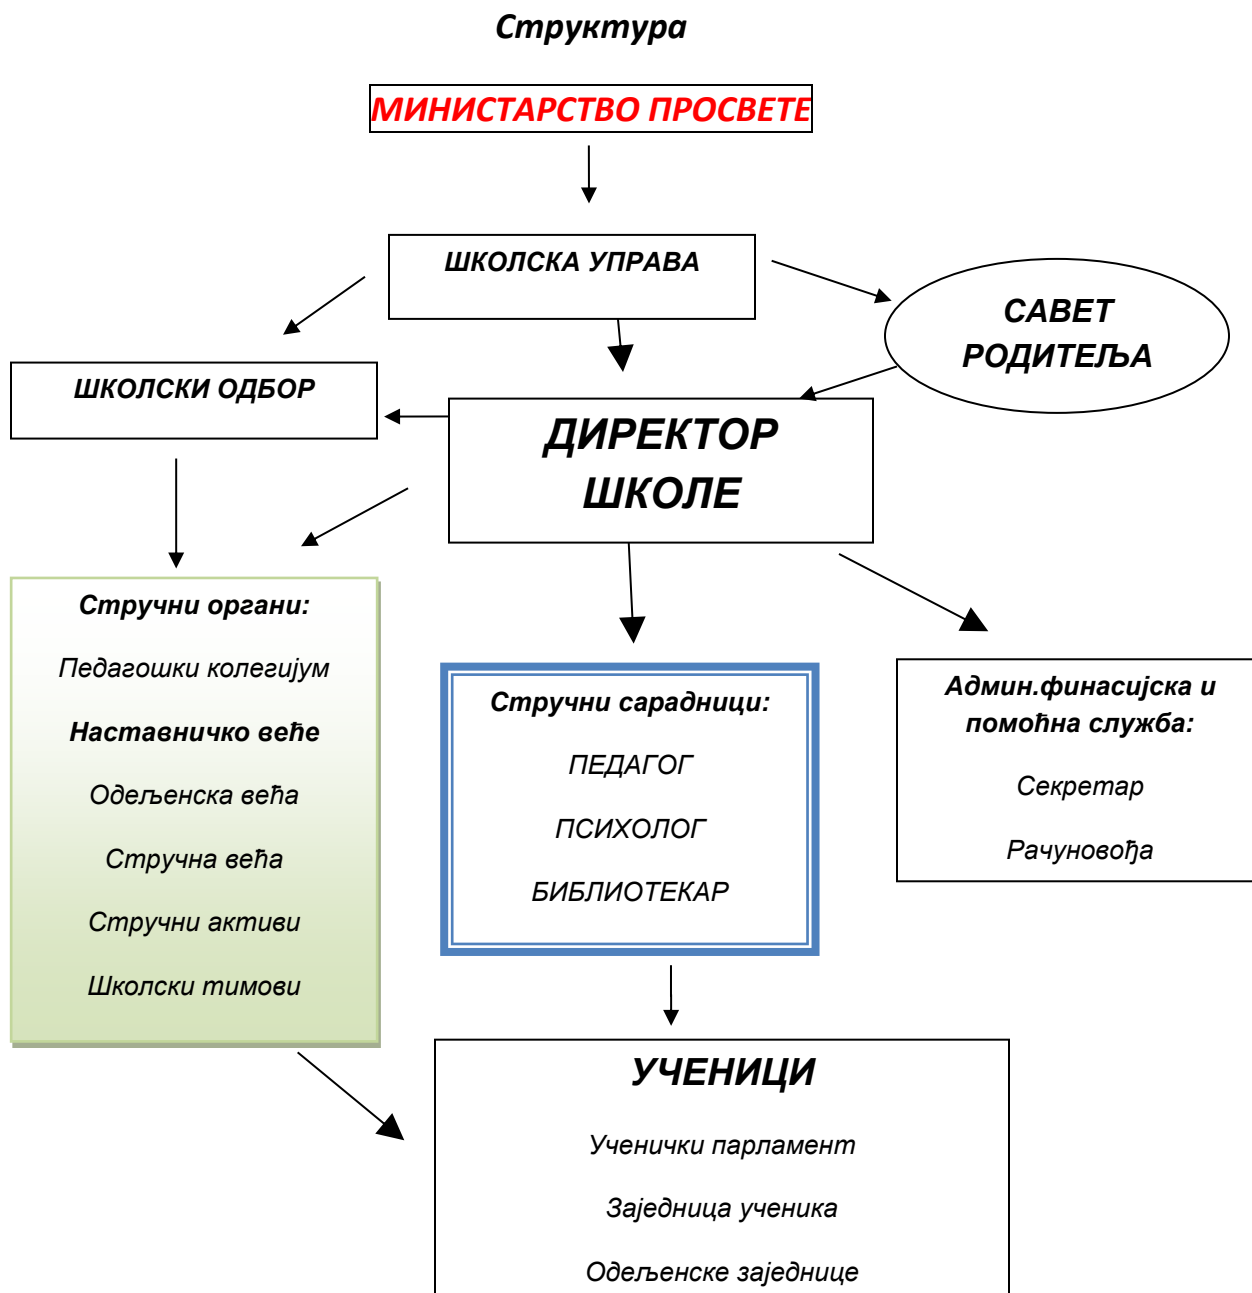 Структура
МИНИСТАРСТВО ПРОСВЕТЕ
ШКОЛСКА УПРАВА
САВЕТ
РОДИТЕЉА
ШКОЛСКИ ОДБОР
ДИРЕКТОР
ШКОЛЕ
Стручни органи:
Педагошки колегијум
Наставничко веће
Одељенска већа
Стручна већа
Стручни активи
Школски тимови
Стручни сарадници:
ПЕДАГОГ
ПСИХОЛОГ
БИБЛИОТЕКАР
Админ.финасијска и
помоћна служба:
Секретар
Рачуновођа
УЧЕНИЦИ
Ученички парламент
Заједница ученика
Одељенске заједнице